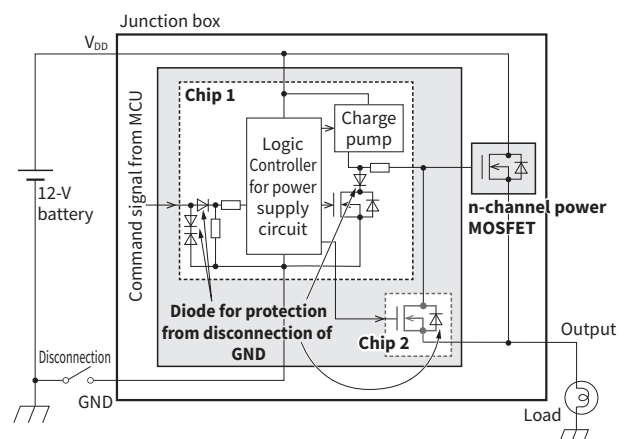 Junction box
V_DD
Chip 1
Command signal from MCU
Charge
pump
Logic
Controller
for power
supply
circuit
12-V
battery
n-channel power
MOSFET
Diode for protection
from disconnection of
GND
Chip 2
Output
Disconnection
GND
Load